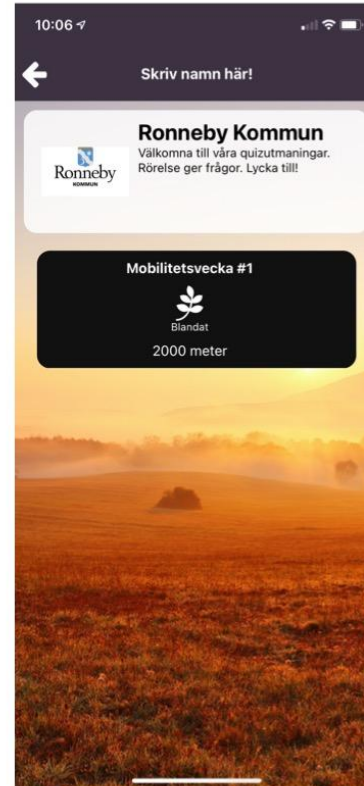 10:06
Skriv namn här!
Ronneby Kommun
Välkomna till våra quizutmaningar.
Rörelse ger frågor. Lycka till!
Ronneby
KOMMUN
Mobilitetsvecka #1
Blandat
2000 meter